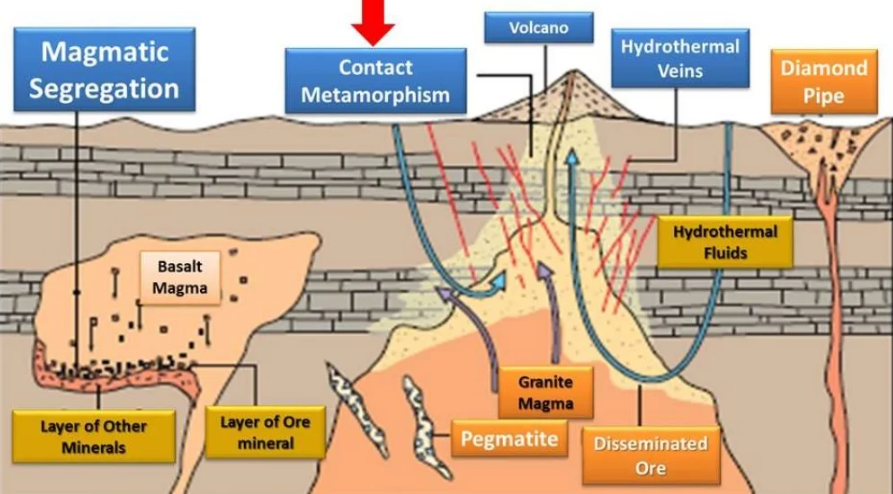 Magmatic
Segregation
Contact
Metamorphism
Volcano
Hydrothermal
Veins
Diamond
Pipe
Hydrothermal
Fluids
Basalt
Magma
Granite
Magma
Layer of Other
Minerals
Layer of Ore
mineral
Pegmatite
Disseminated
Ore